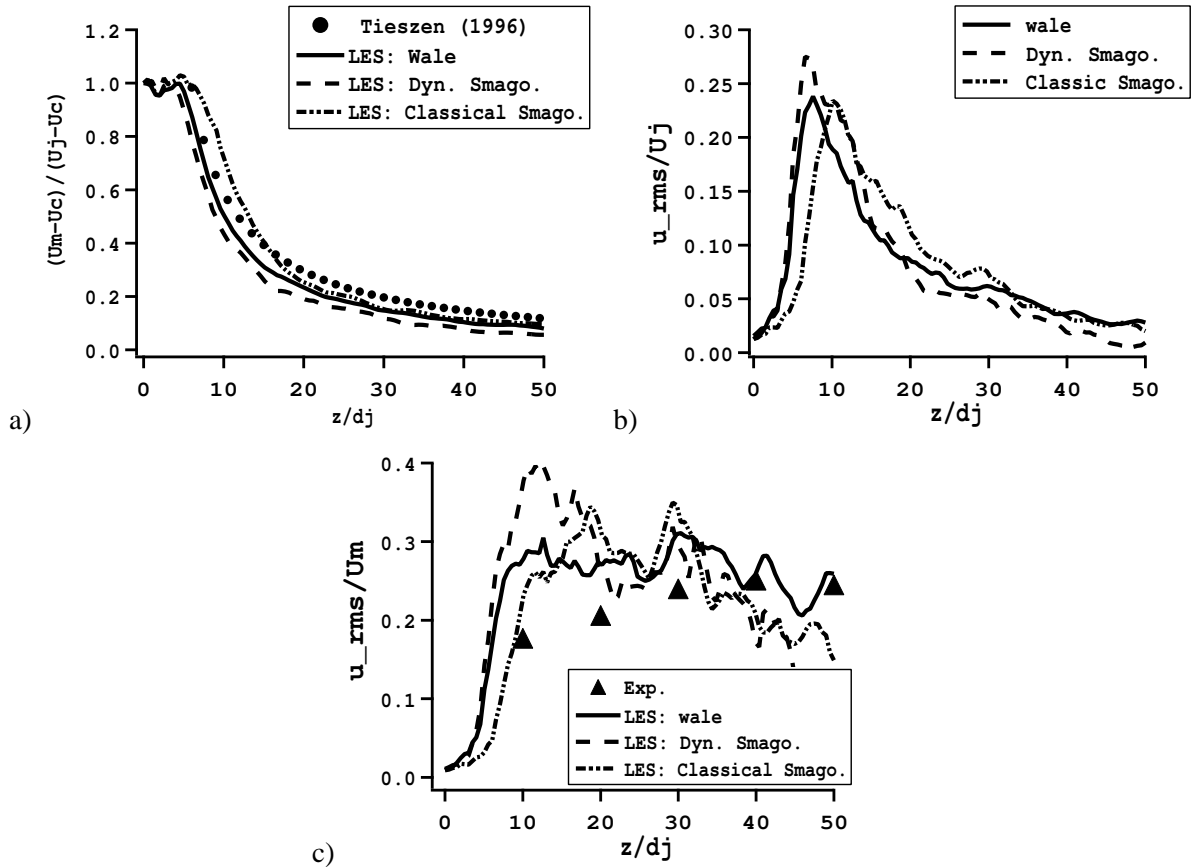 (Um-Uc)/(Uj-Uc)
1.2
1.0
0.8
0.6
0.4
0.2
0.0
Tieszen (1996)
LES: Wale
LES: Dyn. Smago.
LES: Classical Smago.
0 10 20 30 40 50
z/dj
a)
u_rms/Uj
0.30
0.25
0.20
0.15
0.10
0.05
0.00
wale
Dyn. Smago.
Classic Smago
0 10 20 30 40 50
z/dj
b)
u_rms/Um
0.4
0.3
0.2
0.1
0.0
Exp.
LES: wale
LES: Dyn. Smago.
LES: Classical Smago.
0 10 20 30 40 50
z/dj
c)